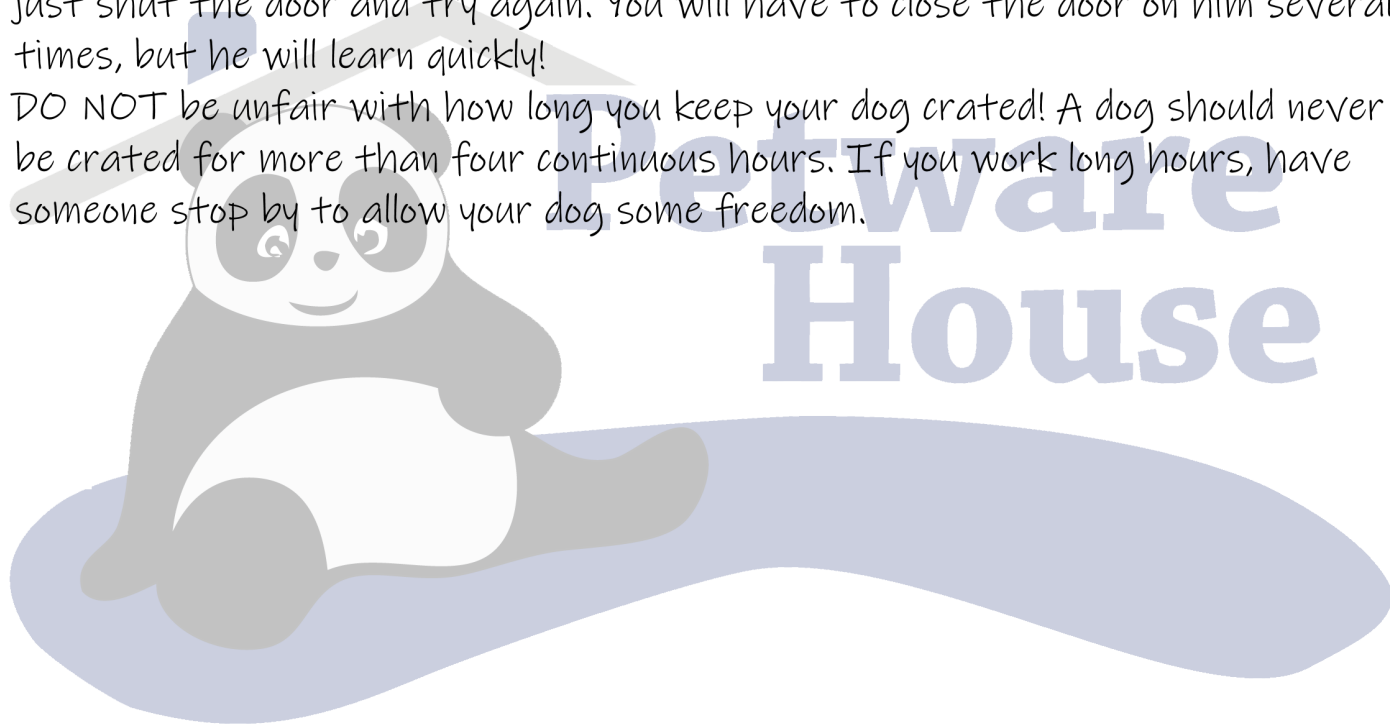 just shut the door and try again. You will have to close the door on him several
times, but he will learn quickly!
DO NOT be unfair with how long you keep your dog crated! A dog should never
be crated for more than four continuous hours. If you work long hours, have
someone stop by to allow your dog some freedom.
Petware
House